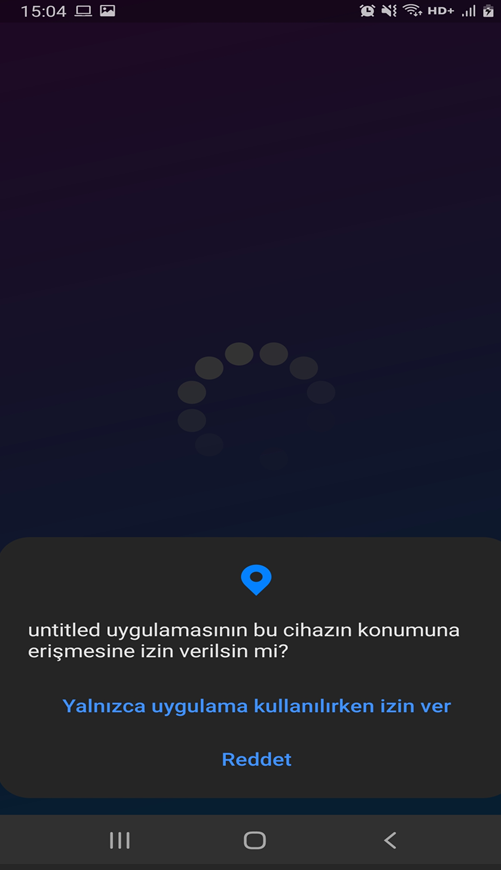 15:04 HD+
untitled uygulamasının bu cihazın konumuna
erişmesine izin verilsin mi?
Yalnızca uygulama kullanılırken izin ver
Reddet